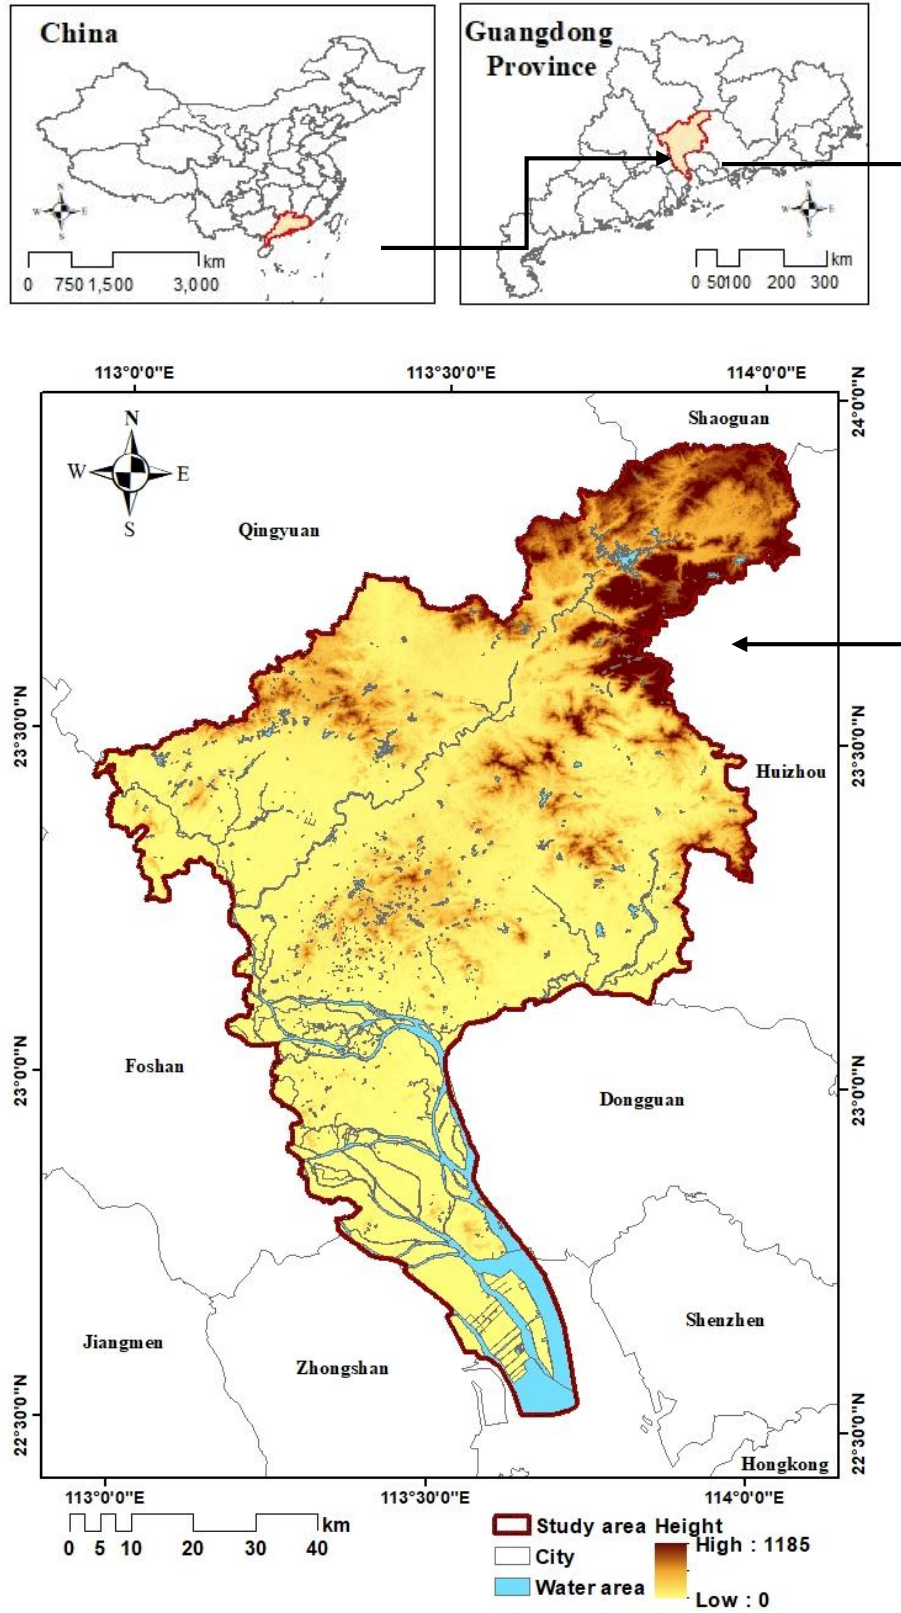 China
N
W E
S
km
0 750 1,500 3,000
Guangdong
Province
N
W E
S
km
0 50100 200 300
113°0'0"E 113°30'0"E 114°0'0"E
24°0'0"N
N
W E
S
Shaoguan
Qingyuan
23°30'0"N
23°30'0"N
Huizhou
23°0'0"N
23°0'0"N
Foshan
Dongguan
Jiangmen
Zhongshan
Shenzhen
22°30'0"N
22°30'0"N
Hongkong
113°0'0"E 113°30'0"E 114°0'0"E
km
0 5 10 20 30 40
Study area Height
City
Water area
High : 1185
Low : 0